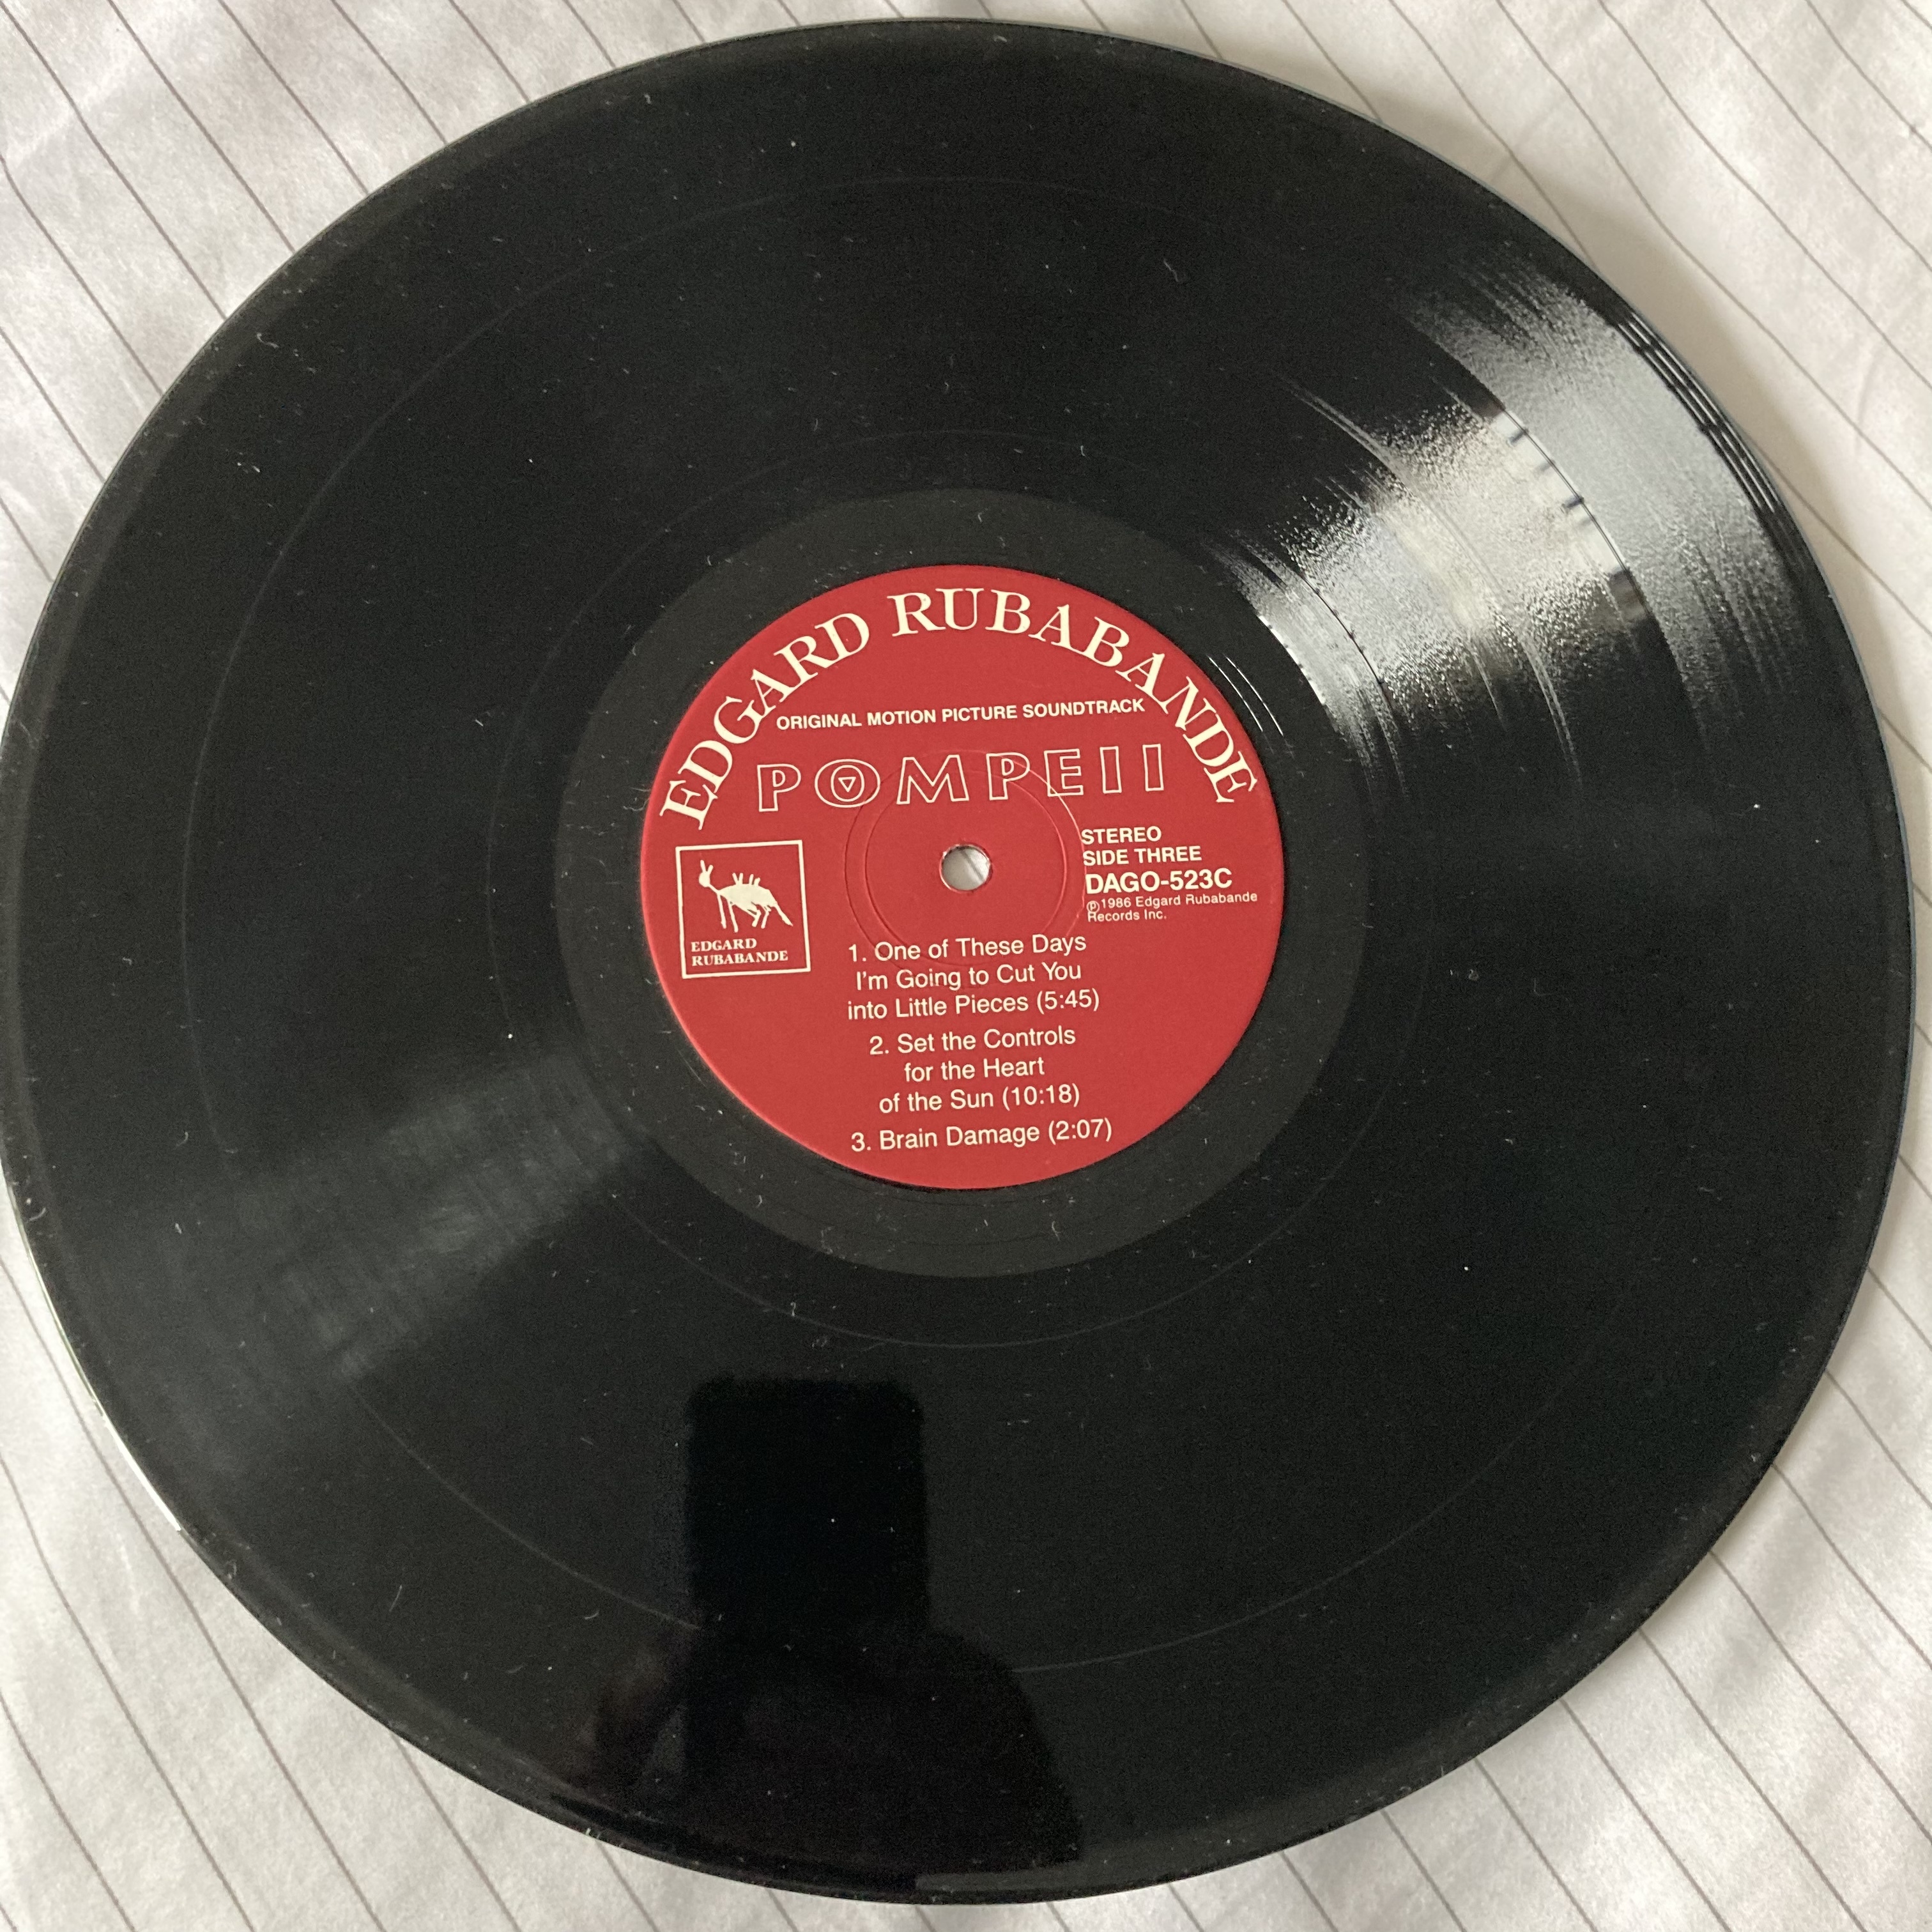 EDGARD RUBABANDE
ORIGINAL MOTION PICTURE SOUNDTRACK
POMPEII
STEREO
SIDE THREE
DAGO-523C
℗1986 Edgard Rubabande
Records Inc.
EDGARD
RUBABANDE
1. One of These Days
I'm Going to Cut You
into Little Pieces (5:45)
2. Set the Controls
for the Heart
of the Sun (10:18)
3. Brain Damage (2:07)